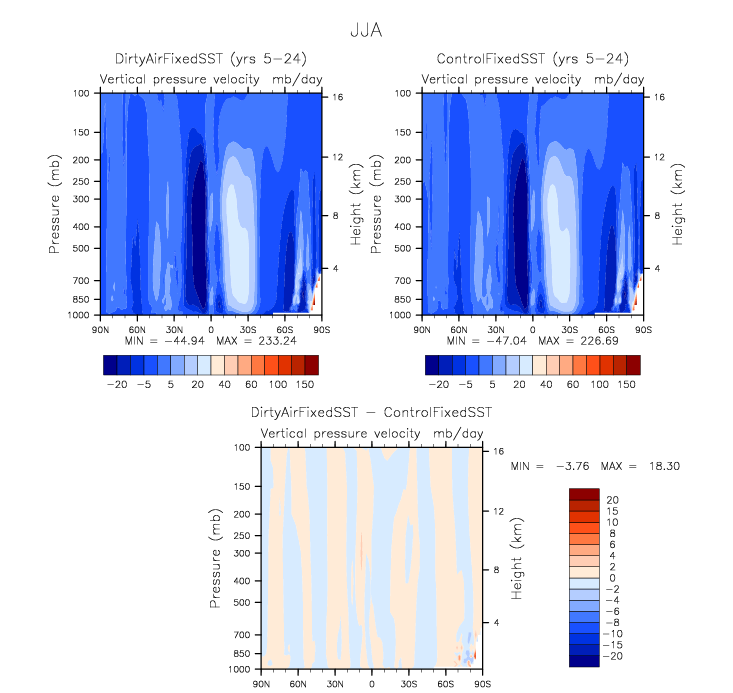 JJA
DirtyAirFixedSST (yrs 5−24)
Vertical pressure velocity mb/day
Pressure (mb)
100
150
200
250
300
400
500
700
850
1000
16
12
8
4
Height (km)
90N 60N 30N 0 30S 60S 90S
MIN = −44.94 MAX = 233.24
−20 −5 5 20 40 60 100 150
ControlFixedSST (yrs 5−24)
Vertical pressure velocity mb/day
Pressure (mb)
100
150
200
250
300
400
500
700
850
1000
16
12
8
4
Height (km)
90N 60N 30N 0 30S 60S 90S
MIN = −47.04 MAX = 226.69
−20 −5 5 20 40 60 100 150
DirtyAirFixedSST − ControlFixedSST
Vertical pressure velocity mb/day
Pressure (mb)
100
150
200
250
300
400
500
700
850
1000
16
12
8
4
Height (km)
90N 60N 30N 0 30S 60S 90S
MIN = −3.76 MAX = 18.30
20
15
10
8
6
4
2
0
−2
−4
−6
−8
−10
−15
−20